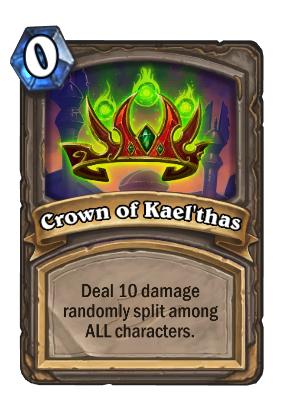 0
Crown of Kael'thas
Deal 10 damage
randomly split among
ALL characters.